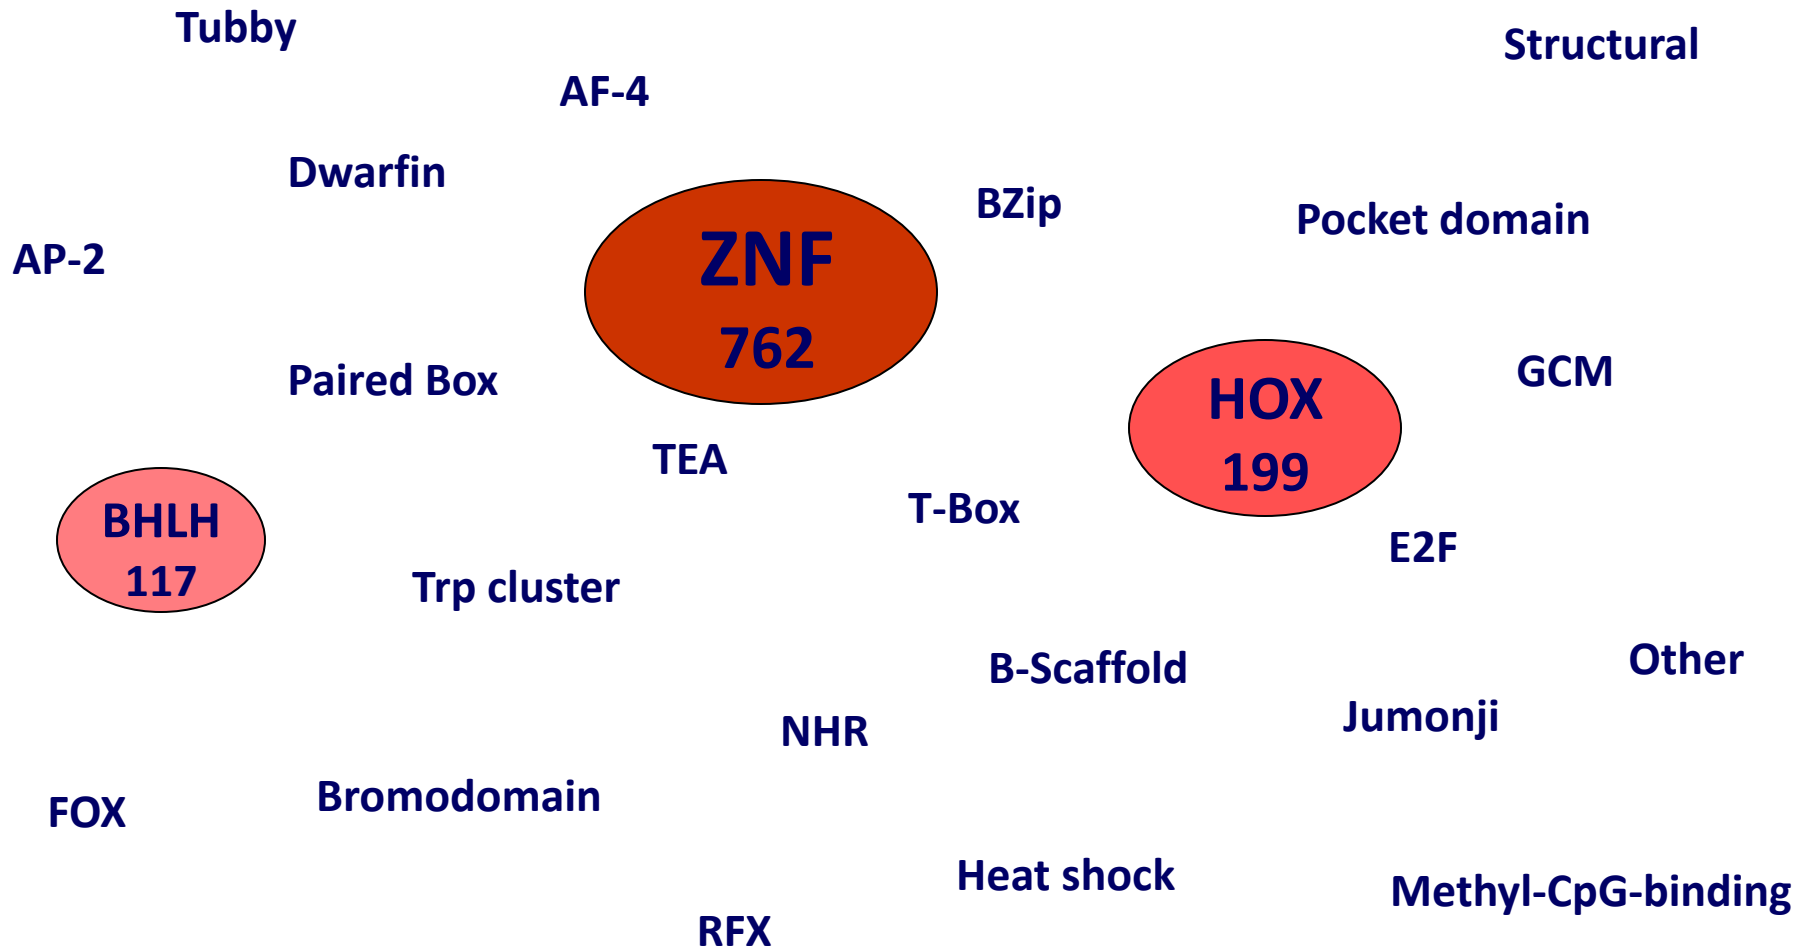 Tubby
Structural
AF-4
Dwarfin
BZip
Pocket domain
AP-2
ZNF
762
Paired Box
GCM
HOX
199
TEA
T-Box
BHLH
117
E2F
Trp cluster
B-Scaffold
Other
Jumonji
NHR
Bromodomain
FOX
Heat shock
Methyl-CpG-binding
RFX